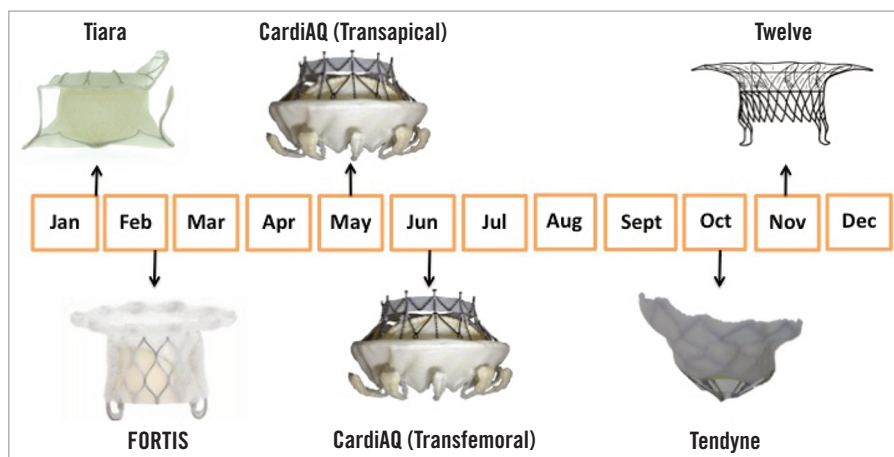 Tiara
CardiAQ (Transapical)
Twelve
Jan Feb Mar Apr May Jun Jul Aug Sept Oct Nov Dec
FORTIS
CardiAQ (Transfemoral)
Tendyne